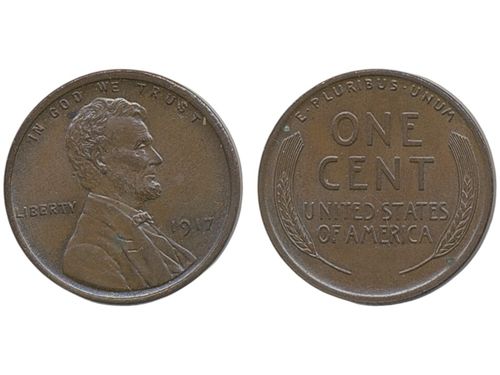 IN GOD WE TRUST
LIBERTY
1917
E·PLURIBUS·UNUM
ONE
CENT
UNITED STATES
OF AMERICA